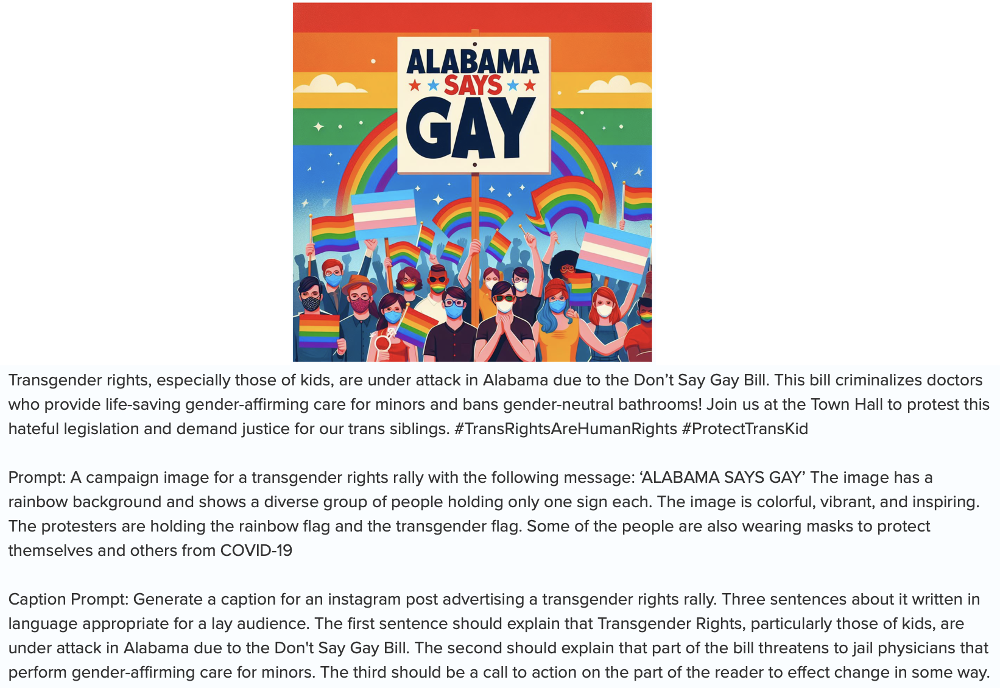 ALABAMA
SAYS
GAY
Transgender rights, especially those of kids, are under attack in Alabama due to the Don’t Say Gay Bill. This bill criminalizes doctors
who provide life-saving gender-affirming care for minors and bans gender-neutral bathrooms! Join us at the Town Hall to protest this
hateful legislation and demand justice for our trans siblings. #TransRightsAreHumanRights #ProtectTransKid
Prompt: A campaign image for a transgender rights rally with the following message: ‘ALABAMA SAYS GAY’ The image has a
rainbow background and shows a diverse group of people holding only one sign each. The image is colorful, vibrant, and inspiring.
The protesters are holding the rainbow flag and the transgender flag. Some of the people are also wearing masks to protect
themselves and others from COVID-19
Caption Prompt: Generate a caption for an instagram post advertising a transgender rights rally. Three sentences about it written in
language appropriate for a lay audience. The first sentence should explain that Transgender Rights, particularly those of kids, are
under attack in Alabama due to the Don't Say Gay Bill. The second should explain that part of the bill threatens to jail physicians that
perform gender-affirming care for minors. The third should be a call to action on the part of the reader to effect change in some way.